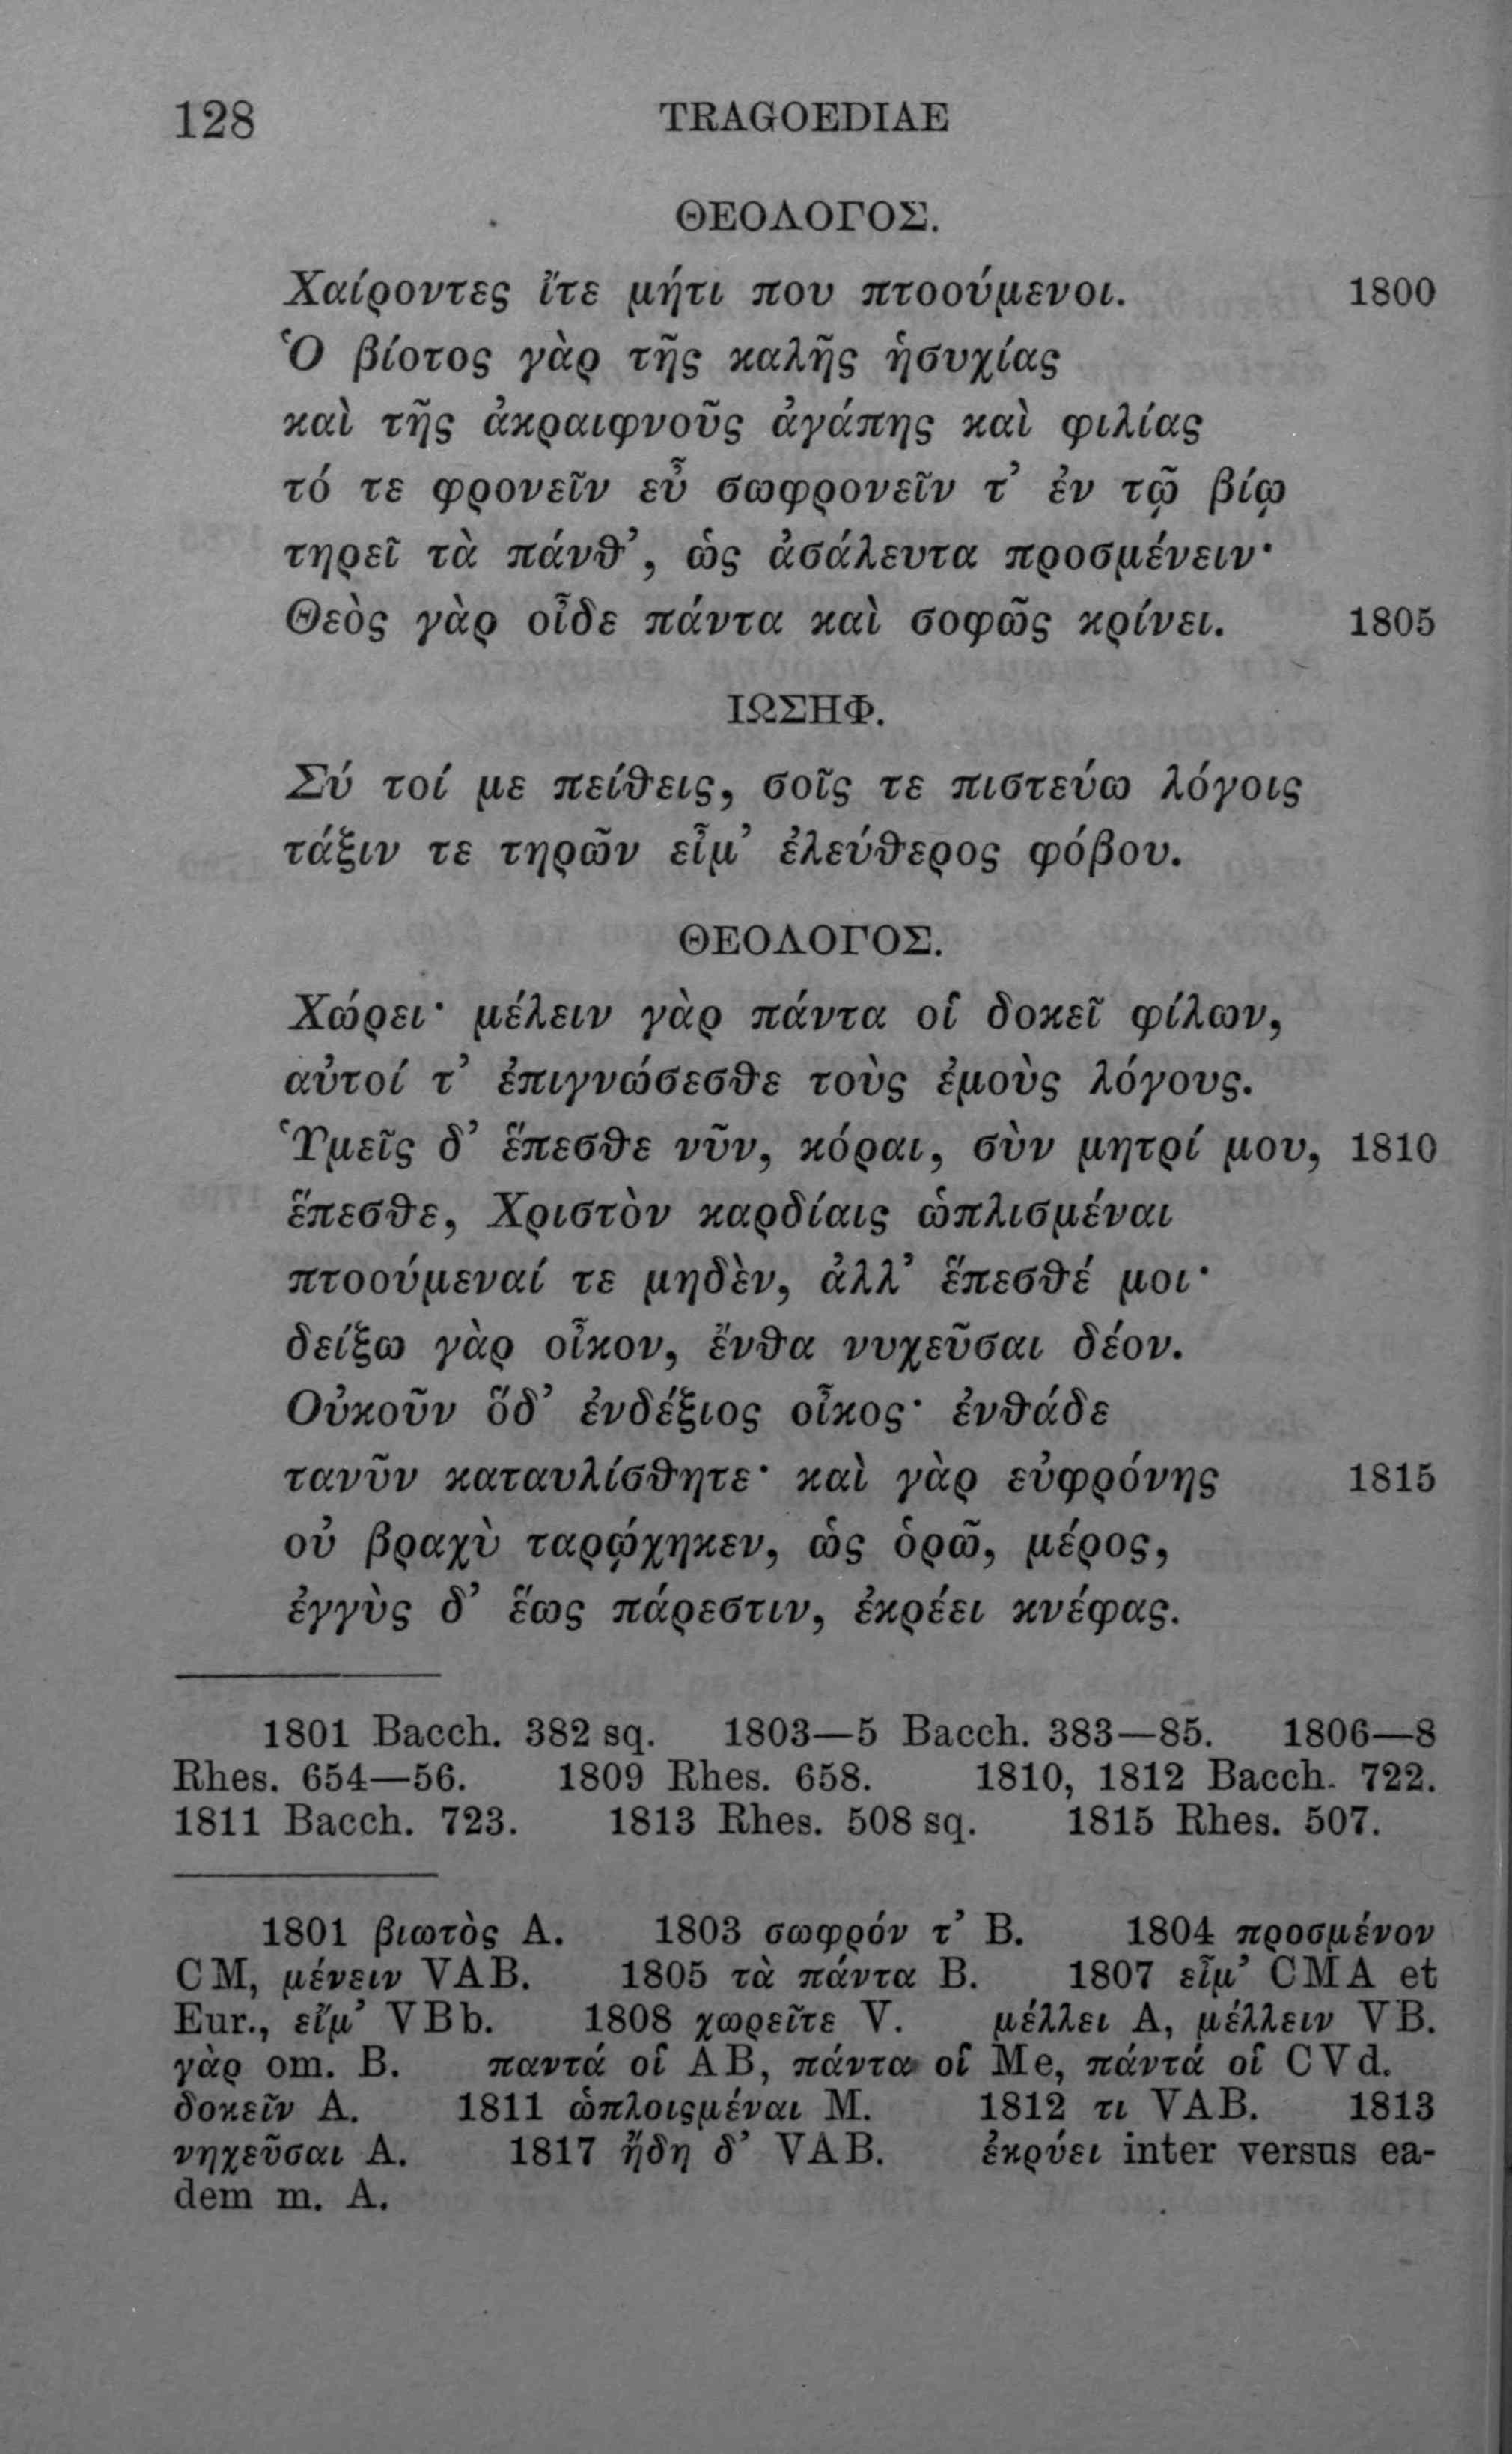 128 TRAGOEDIAE
ΘΕΟΛΟΓΟΣ.
Χαίροντες ἴτε μήτι που πτοούμενοι. 1800
Ὁ βίοτος γὰρ τῆς καλῆς ἡσυχίας
καὶ τῆς ἀκραιφνοῦς ἀγάπης καὶ φιλίας
τό τε φρονεῖν εὖ σωφρονεῖν τ’ ἐν τῷ βίῳ
τηρεῖ τὰ πάνθ’, ὡς ἀσάλευτα προσμένειν·
Θεὸς γὰρ οἶδε πάντα καὶ σοφῶς κρίνει. 1805
ΙΩΣΗΦ.
Σύ τοί με πείθεις, σοῖς τε πιστεύω λόγοις
τάξιν τε τηρῶν εἶμ’ ἐλεύθερος φόβου.
ΘΕΟΛΟΓΟΣ.
Χώρει· μέλειν γὰρ πάντα οἷ δοκεῖ φίλων,
αὐτοί τ’ ἐπιγνώσεσθε τοὺς ἐμοὺς λόγους.
Ὑμεῖς δ’ ἕπεσθε νῦν, κόραι, σὺν μητρί μου, 1810
ἕπεσθε, Χριστὸν καρδίαις ὡπλισμέναι
πτοούμεναί τε μηδὲν, ἀλλ’ ἕπεσθέ μοι·
δείξω γὰρ οἶκον, ἔνθα νυχεῦσαι δέον.
Οὐκοῦν ὅδ’ ἐνδέξιος οἶκος· ἐνθάδε
τανῦν καταυλίσθητε· καὶ γὰρ εὐφρόνης 1815
οὐ βραχὺ ταρῴχηκεν, ὡς ὁρῶ, μέρος,
ἐγγὺς δ’ ἕως πάρεστιν, ἐκρέει κνέφας.
1801 Bacch. 382 sq. 1803—5 Bacch. 383—85. 1806—8
Rhes. 654—56. 1809 Rhes. 658. 1810, 1812 Bacch. 722.
1811 Bacch. 723. 1813 Rhes. 508 sq. 1815 Rhes. 507.
1801 βιωτὸς A. 1803 σωφρόν τ’ B. 1804 προσμένον
CM, μένειν VAB. 1805 τὰ πάντα B. 1807 εἶμ’ CMA et
Eur., εἴμ’ VBb. 1808 χωρεῖτε V. μέλλει A, μέλλειν VB.
γὰρ om. B. παντά οἷ AB, πάντα οἷ Me, πάντά οἷ CVd.
δοκεῖν A. 1811 ὡπλοιςμέναι M. 1812 τι VAB. 1813
νηχεῦσαι A. 1817 ἤδη δ’ VAB. ἐκρύει inter versus ea-
dem m. A.